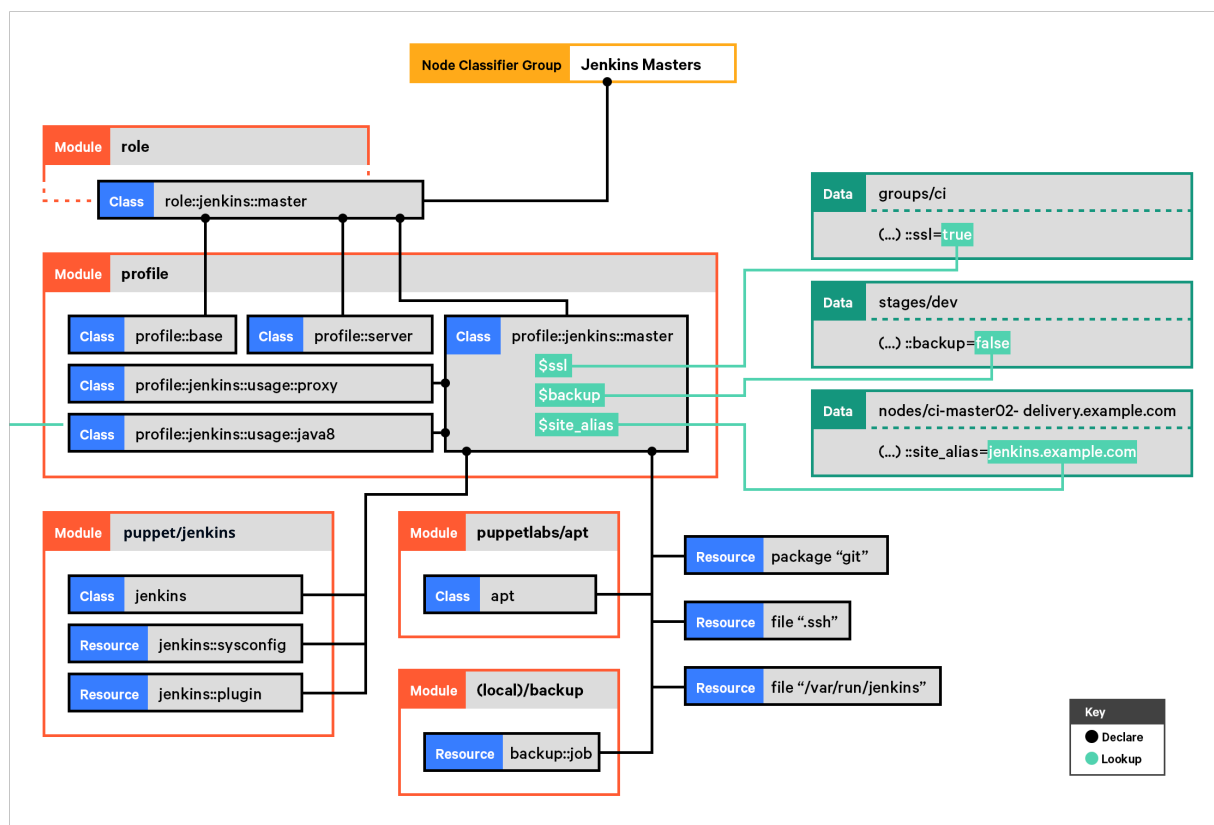 Node Classifier Group Jenkins Masters
Module role
Class role::jenkins::master
Data groups/ci
(...) ::ssl=true
Module profile
Class profile::base
Class profile::server
Class profile::jenkins::master
$ssl
$backup
$site_alias
Class profile::jenkins::usage::proxy
Class profile::jenkins::usage::java8
Data stages/dev
(...) ::backup=false
Data nodes/ci-master02- delivery.example.com
(...) ::site_alias=jenkins.example.com
Module puppet/jenkins
Class jenkins
Resource jenkins::sysconfig
Resource jenkins::plugin
Module puppetlabs/apt
Class apt
Module (local)/backup
Resource backup::job
Resource package “git”
Resource file “.ssh”
Resource file “/var/run/jenkins”
Key
Declare
Lookup